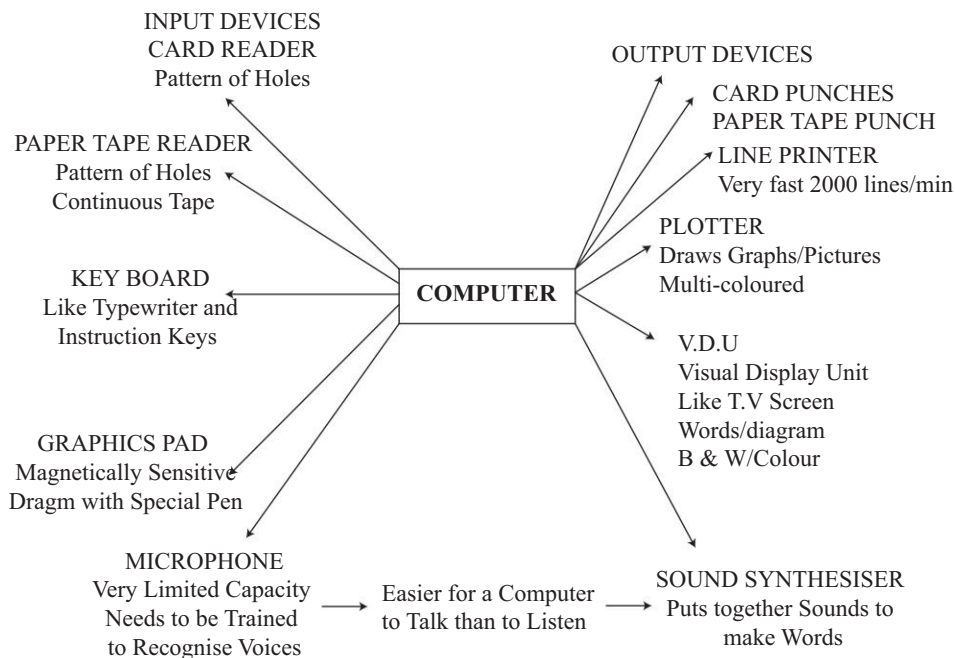 INPUT DEVICES
CARD READER
Pattern of Holes
PAPER TAPE READER
Pattern of Holes
Continuous Tape
KEY BOARD
Like Typewriter and
Instruction Keys
GRAPHICS PAD
Magnetically Sensitive
Dragm with Special Pen
MICROPHONE
Very Limited Capacity
Needs to be Trained
to Recognise Voices
Easier for a Computer
to Talk than to Listen
COMPUTER
OUTPUT DEVICES
CARD PUNCHES
PAPER TAPE PUNCH
LINE PRINTER
Very fast 2000 lines/min
PLOTTER
Draws Graphs/Pictures
Multi-coloured
V.D.U
Visual Display Unit
Like T.V Screen
Words/diagram
B & W/Colour
SOUND SYNTHESISER
Puts together Sounds to
make Words